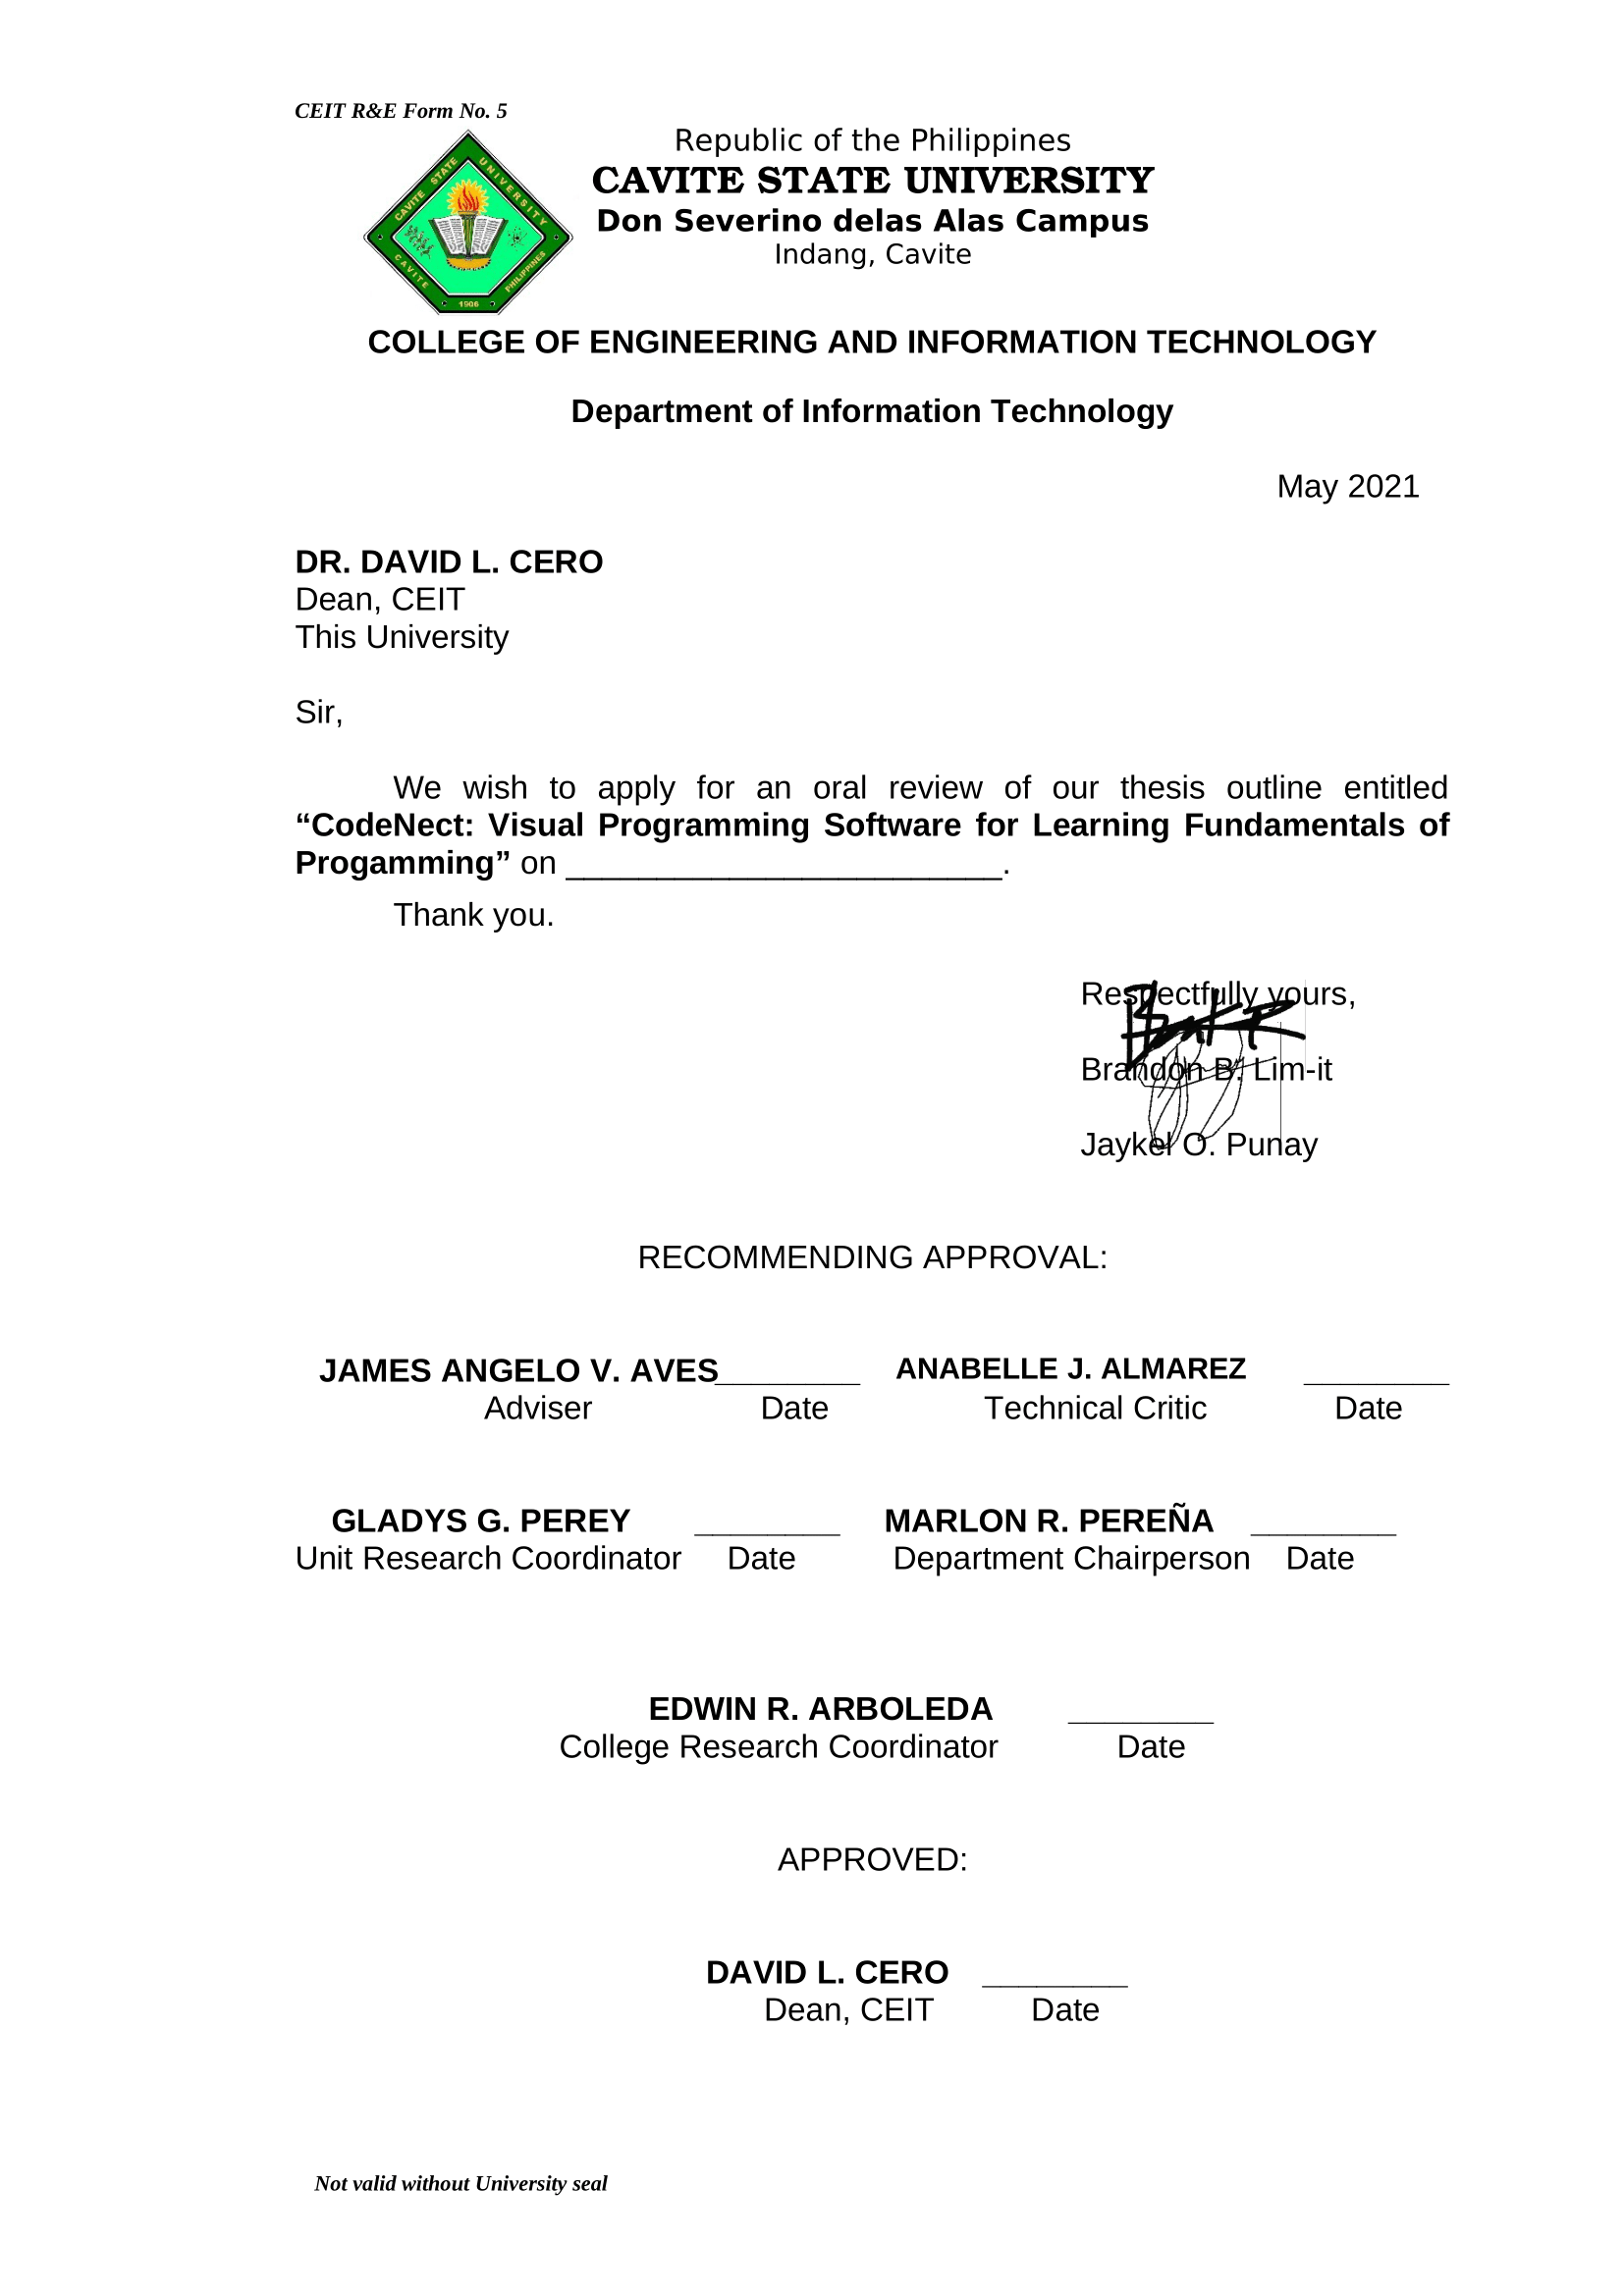 CEIT R&E Form No. 5
Republic of the Philippines
CAVITE STATE UNIVERSITY
Don Severino delas Alas Campus
Indang, Cavite
CAVITE STATE UNIVERSITY
CAVITE PHILIPPINES
1906
COLLEGE OF ENGINEERING AND INFORMATION TECHNOLOGY
Department of Information Technology
May 2021
DR. DAVID L. CERO
Dean, CEIT
This University
Sir,
We wish to apply for an oral review of our thesis outline entitled
“CodeNect: Visual Programming Software for Learning Fundamentals of
Progamming” on ________________________.
Thank you.
Respectfully yours,
Brandon B. Lim-it
Jaykel O. Punay
RECOMMENDING APPROVAL:
JAMES ANGELO V. AVES________ ANABELLE J. ALMAREZ ________
Adviser Date Technical Critic Date
GLADYS G. PEREY ________ MARLON R. PEREÑA ________
Unit Research Coordinator Date Department Chairperson Date
EDWIN R. ARBOLEDA ________
College Research Coordinator Date
APPROVED:
DAVID L. CERO ________
Dean, CEIT Date
Not valid without University seal